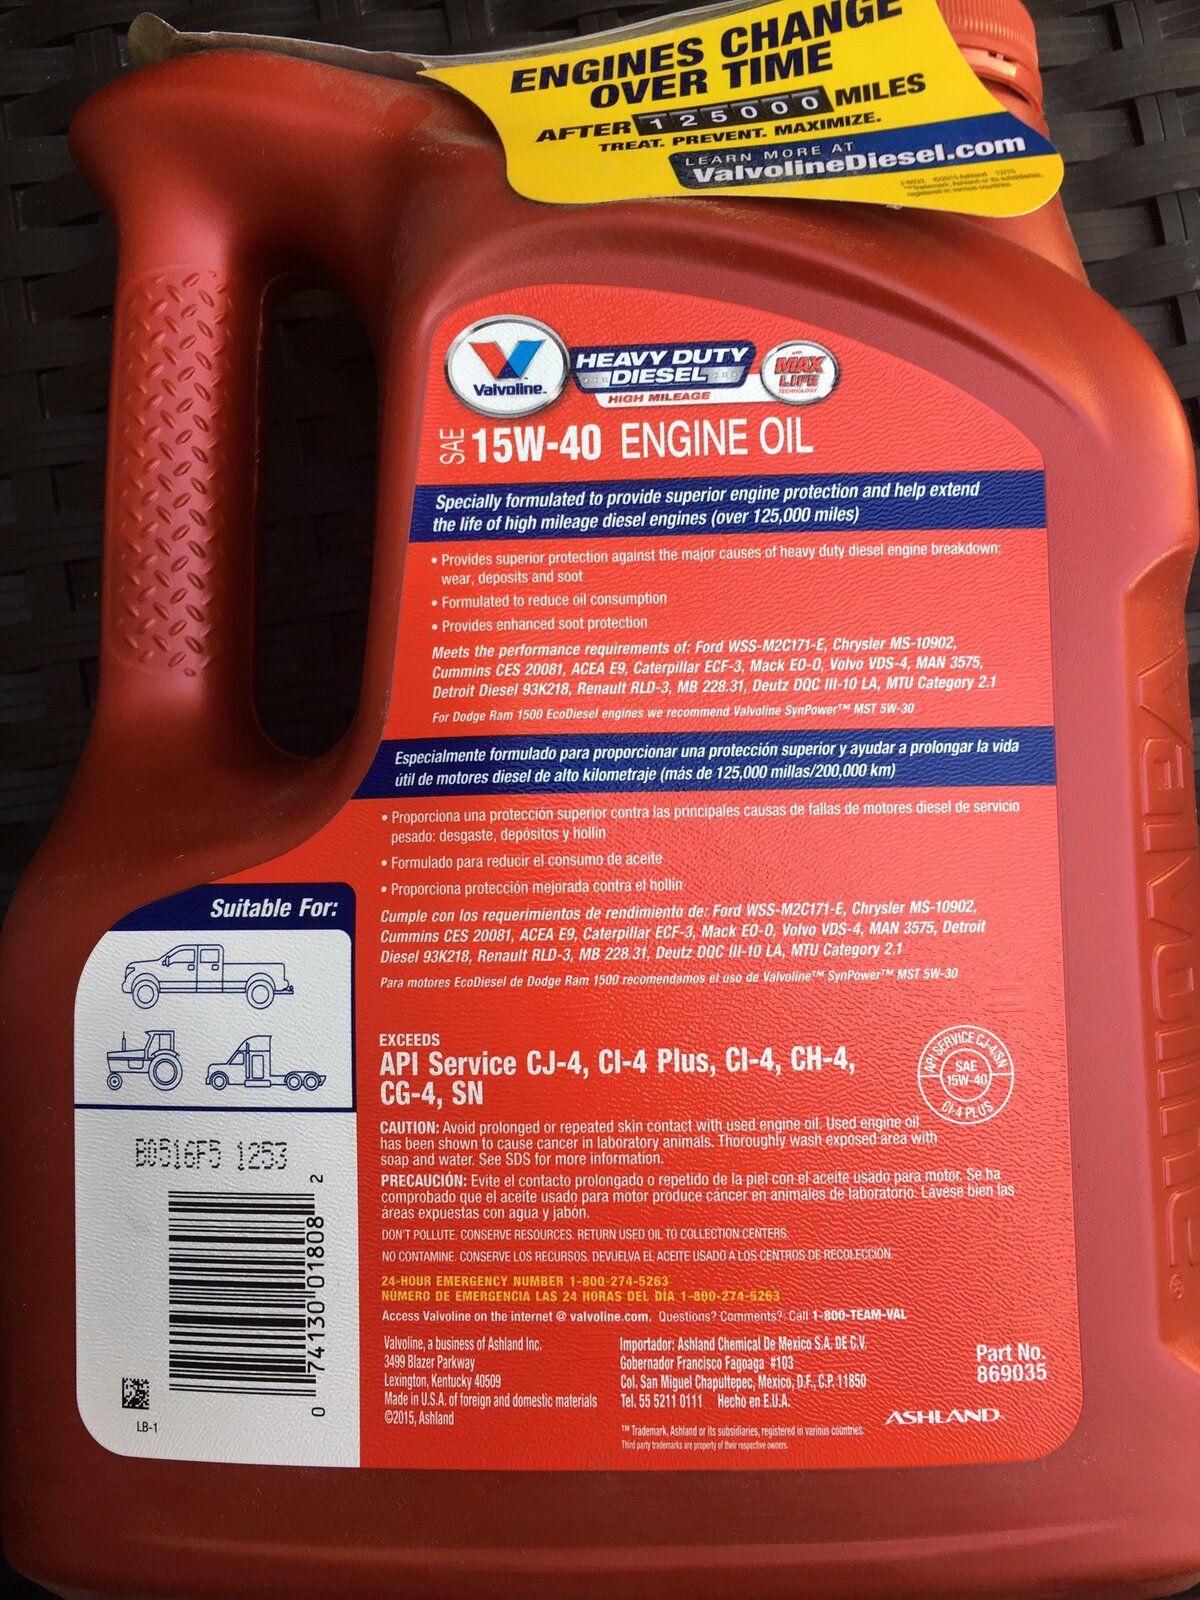 ENGINES CHANGE
OVER TIME
AFTER 125000 MILES
TREAT. PREVENT. MAXIMIZE.
LEARN MORE AT
ValvolineDiesel.com
©2015 Ashland 12/15
™Trademark, Ashland or its subsidiaries,
registered in various countries.
Valvoline™
HEAVY DUTY
DIESEL
HIGH MILEAGE
with
MAX
LIFE
TECHNOLOGY
SAE 15W-40 ENGINE OIL
Specially formulated to provide superior engine protection and help extend
the life of high mileage diesel engines (over 125,000 miles)
• Provides superior protection against the major causes of heavy duty diesel engine breakdown:
wear, deposits and soot
• Formulated to reduce oil consumption
• Provides enhanced soot protection
Meets the performance requirements of: Ford WSS-M2C171-E, Chrysler MS-10902,
Cummins CES 20081, ACEA E9, Caterpillar ECF-3, Mack EO-O, Volvo VDS-4, MAN 3575,
Detroit Diesel 93K218, Renault RLD-3, MB 228.31, Deutz DQC III-10 LA, MTU Category 2.1
For Dodge Ram 1500 EcoDiesel engines we recommend Valvoline SynPower™ MST 5W-30
Especialmente formulado para proporcionar una protección superior y ayudar a prolongar la vida
útil de motores diesel de alto kilometraje (más de 125,000 millas/200,000 km)
• Proporciona una protección superior contra las principales causas de fallas de motores diesel de servicio
pesado: desgaste, depósitos y hollín
• Formulado para reducir el consumo de aceite
• Proporciona protección mejorada contra el hollín
Cumple con los requerimientos de rendimiento de: Ford WSS-M2C171-E, Chrysler MS-10902,
Cummins CES 20081, ACEA E9, Caterpillar ECF-3, Mack EO-O, Volvo VDS-4, MAN 3575, Detroit
Diesel 93K218, Renault RLD-3, MB 228.31, Deutz DQC III-10 LA, MTU Category 2.1
Para motores EcoDiesel de Dodge Ram 1500 recomendamos el uso de Valvoline™ SynPower™ MST 5W-30
Suitable For:
EXCEEDS
API Service CJ-4, CI-4 Plus, CI-4, CH-4,
CG-4, SN
API SERVICE CJ-4/SN
SAE
15W-40
CI-4 PLUS
CAUTION: Avoid prolonged or repeated skin contact with used engine oil. Used engine oil
has been shown to cause cancer in laboratory animals. Thoroughly wash exposed area with
soap and water. See SDS for more information.
PRECAUCIÓN: Evite el contacto prolongado o repetido de la piel con el aceite usado para motor. Se ha
comprobado que el aceite usado para motor produce cáncer en animales de laboratorio. Lávese bien las
áreas expuestas con agua y jabón.
DON'T POLLUTE. CONSERVE RESOURCES. RETURN USED OIL TO COLLECTION CENTERS.
NO CONTAMINE. CONSERVE LOS RECURSOS. DEVUELVA EL ACEITE USADO A LOS CENTROS DE RECOLECCIÓN.
24-HOUR EMERGENCY NUMBER 1-800-274-5263
NÚMERO DE EMERGENCIA LAS 24 HORAS DEL DÍA 1-800-274-5263
Access Valvoline on the internet @ valvoline.com. Questions? Comments?: Call 1-800-TEAM-VAL
Valvoline, a business of Ashland Inc.
3499 Blazer Parkway
Lexington, Kentucky 40509
Made in U.S.A. of foreign and domestic materials
©2015, Ashland
Importador: Ashland Chemical De Mexico S.A. DE C.V.
Gobernador Francisco Fagoaga #103
Col. San Miguel Chapultepec, México, D.F., C.P. 11850
Tel. 55 5211 0111 Hecho en E.U.A.
™ Trademark, Ashland or its subsidiaries, registered in various countries.
Third party trademarks are property of their respective owners.
Part No.
869035
ASHLAND
B0516F5 1253
0 74130 01808 2
LB-1
Valvoline®